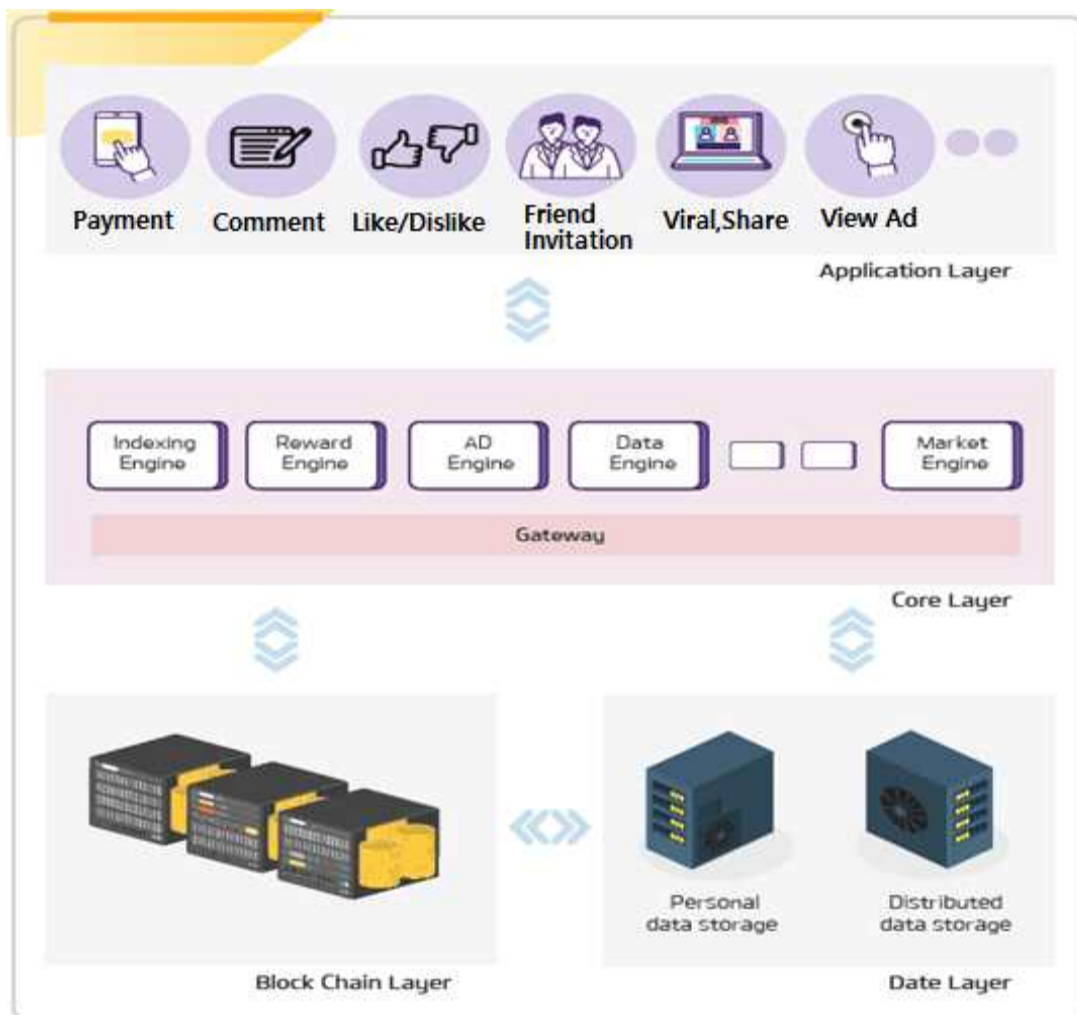 Payment
Comment
Like/Dislike
Friend
Invitation
Viral,Share
View Ad
Application Layer
Indexing
Engine
Reward
Engine
AD
Engine
Data
Engine
Market
Engine
Gateway
Core Layer
Personal
data storage
Distributed
data storage
Block Chain Layer
Date Layer